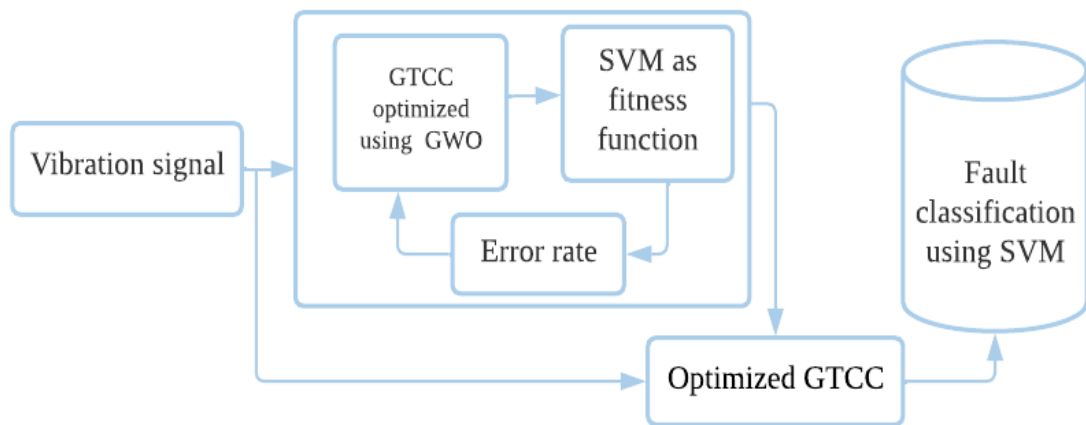 Vibration signal
GTCC
optimized
using GWO
SVM as
fitness
function
Error rate
Optimized GTCC
Fault
classification
using SVM